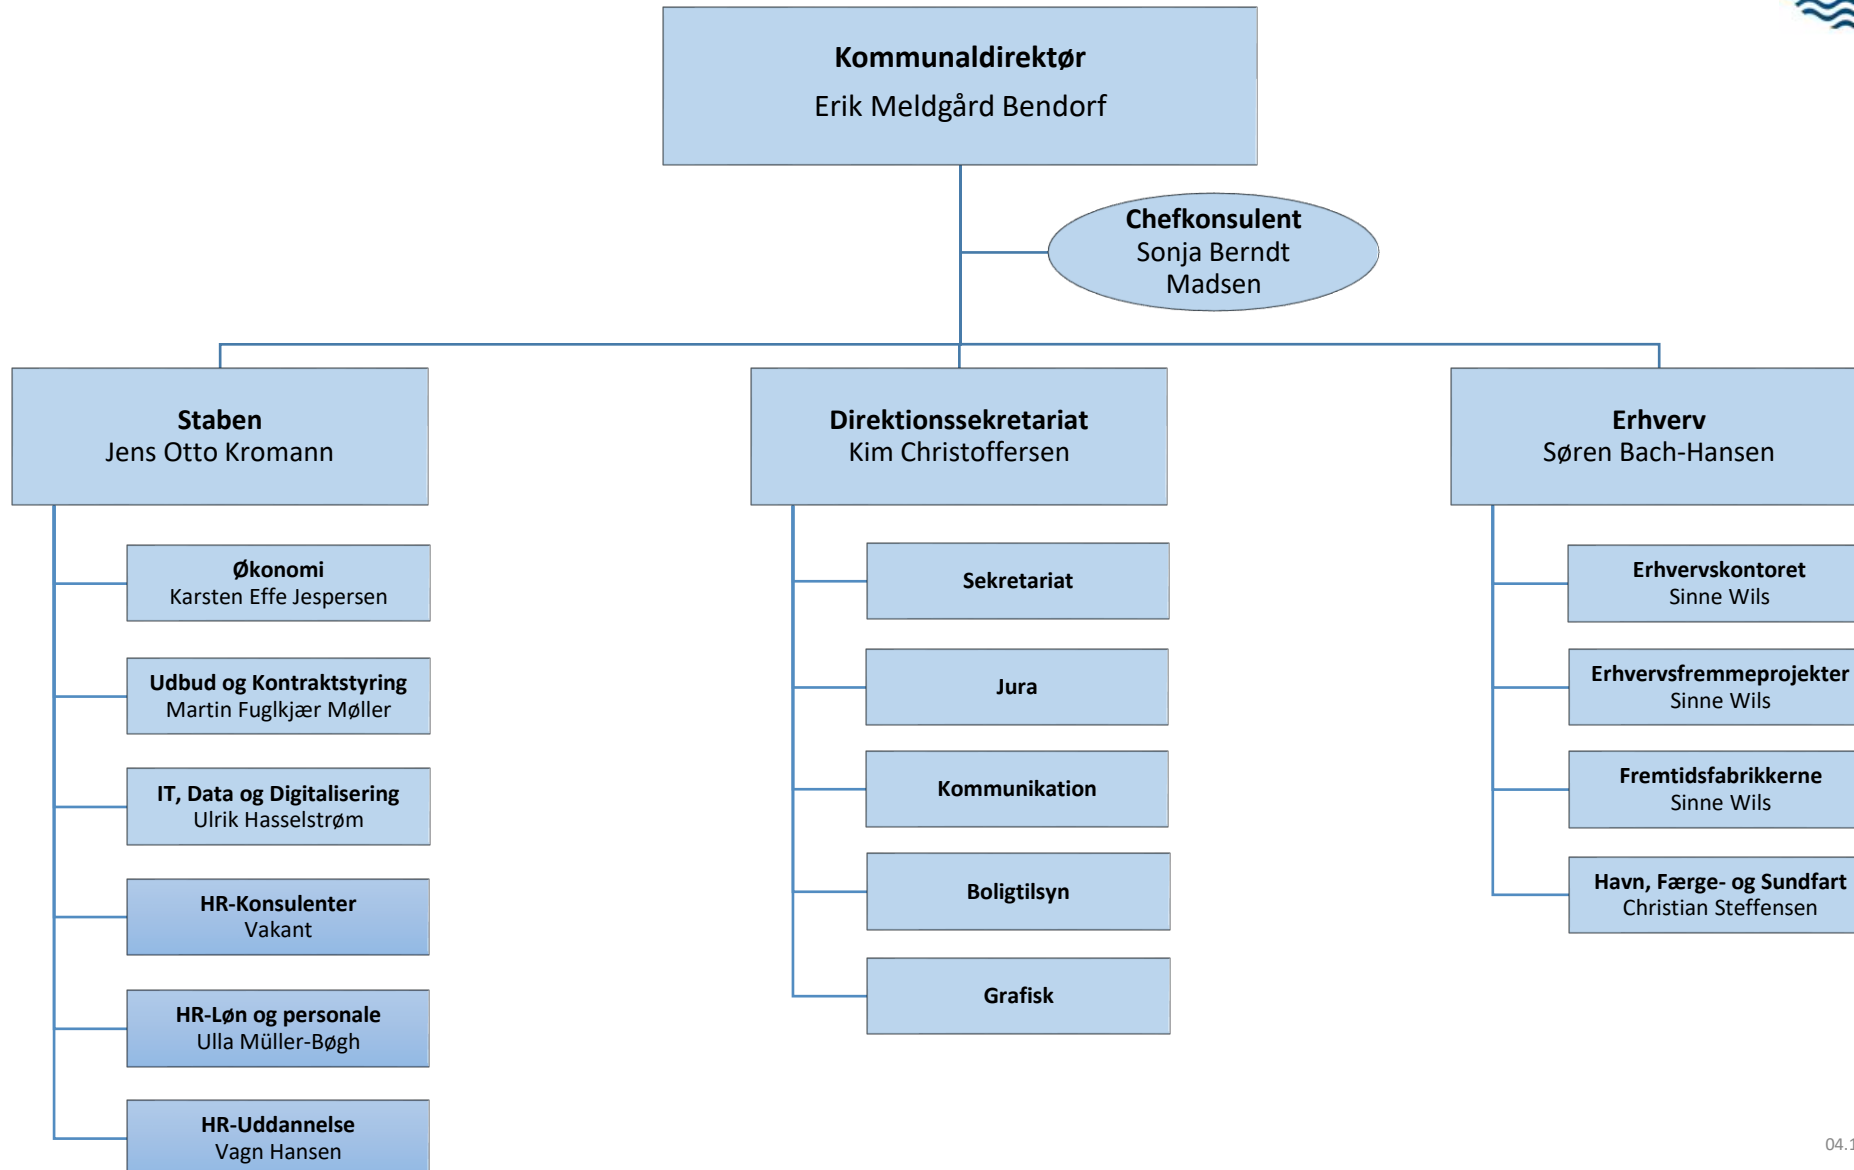 Kommunaldirektør
Erik Meldgård Bendorf
Chefkonsulent
Sonja Berndt
Madsen
Staben
Jens Otto Kromann
Økonomi
Karsten Effe Jespersen
Udbud og Kontraktstyring
Martin Fuglkjær Møller
IT, Data og Digitalisering
Ulrik Hasselstrøm
HR-Konsulenter
Vakant
HR-Løn og personale
Ulla Müller-Bøgh
HR-Uddannelse
Vagn Hansen
Direktionssekretariat
Kim Christoffersen
Sekretariat
Jura
Kommunikation
Boligtilsyn
Grafisk
Erhverv
Søren Bach-Hansen
Erhvervskontoret
Sinne Wils
Erhvervsfremmeprojekter
Sinne Wils
Fremtidsfabrikkerne
Sinne Wils
Havn, Færge- og Sundfart
Christian Steffensen
04.1